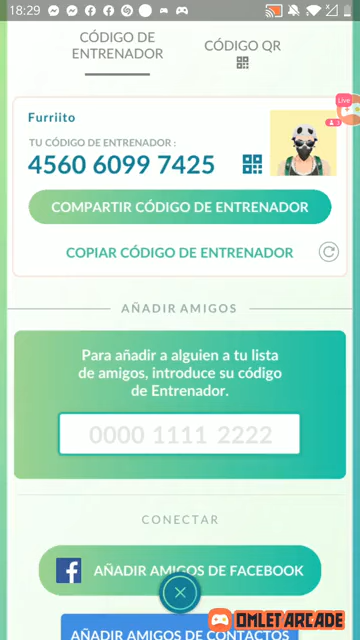 18:29
CÓDIGO DE
ENTRENADOR
CÓDIGO QR
Live
Furriito
TU CÓDIGO DE ENTRENADOR :
4560 6099 7425
COMPARTIR CÓDIGO DE ENTRENADOR
COPIAR CÓDIGO DE ENTRENADOR
AÑADIR AMIGOS
Para añadir a alguien a tu lista
de amigos, introduce su código
de Entrenador.
0000 1111 2222
CONECTAR
AÑADIR AMIGOS DE FACEBOOK
OMLET ARCADE
AÑADIR AMIGOS DE CONTACTOS